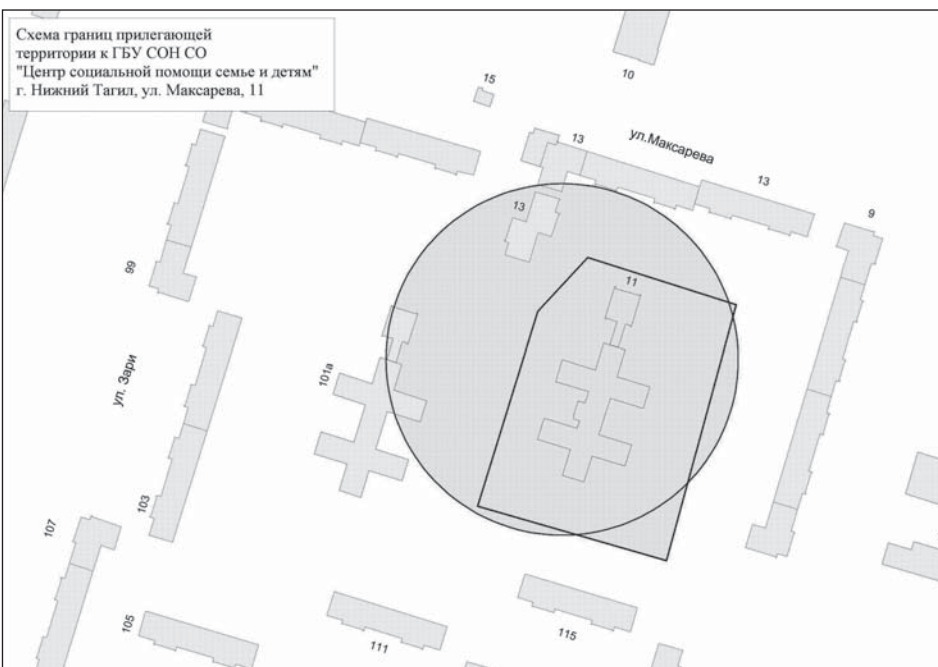 Схема границ прилегающей
территории к ГБУ СОН СО
"Центр социальной помощи семье и детям"
г. Нижний Тагил, ул. Максарева, 11
10
15
ул.Максарева
13
13
13
9
11
99
ул. Зари
101а
103
107
105
111
115